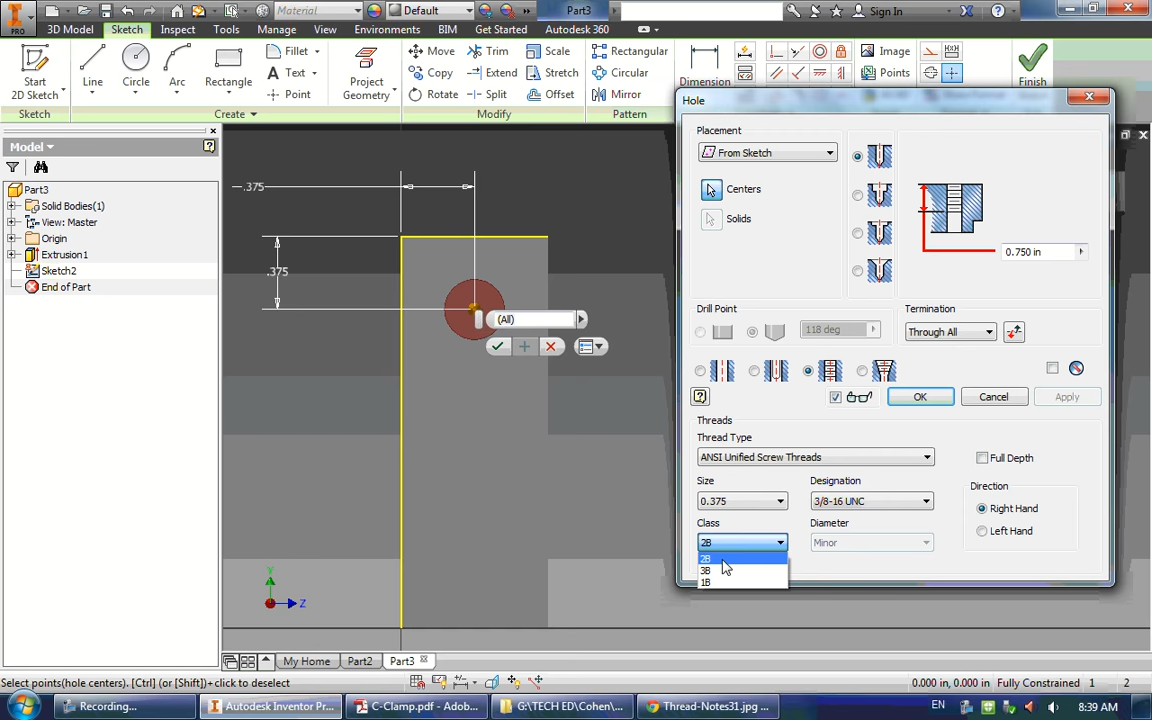 PRO
Material
Default
Part3
Sign In
3D Model
Sketch
Inspect
Tools
Manage
View
Environments
BIM
Get Started
Autodesk 360
Start
2D Sketch
Line
Circle
Arc
Rectangle
Fillet
Text
Point
Project
Geometry
Move
Copy
Rotate
Trim
Extend
Split
Scale
Stretch
Offset
Rectangular
Circular
Mirror
Dimension
Image
Points
Finish
Sketch
Create
Modify
Pattern
Model
Part3
Solid Bodies(1)
View: Master
Origin
Extrusion1
Sketch2
End of Part
.375
.375
(All)
Y
Z
Hole
Placement
From Sketch
Centers
Solids
0.750 in
Drill Point
118 deg
Termination
Through All
OK
Cancel
Apply
Threads
Thread Type
ANSI Unified Screw Threads
Full Depth
Size
Designation
Direction
0.375
3/8-16 UNC
Right Hand
Class
Diameter
Left Hand
2B
Minor
2B
3B
1B
My Home
Part2
Part3
Select points(hole centers). [Ctrl] (or [Shift])+click to deselect
0.000 in, 0.000 in
Fully Constrained
1
2
Recording...
Autodesk Inventor Pr...
C-Clamp.pdf - Adob...
G:\TECH ED\Cohen\...
Thread-Notes31.jpg ...
EN
8:39 AM